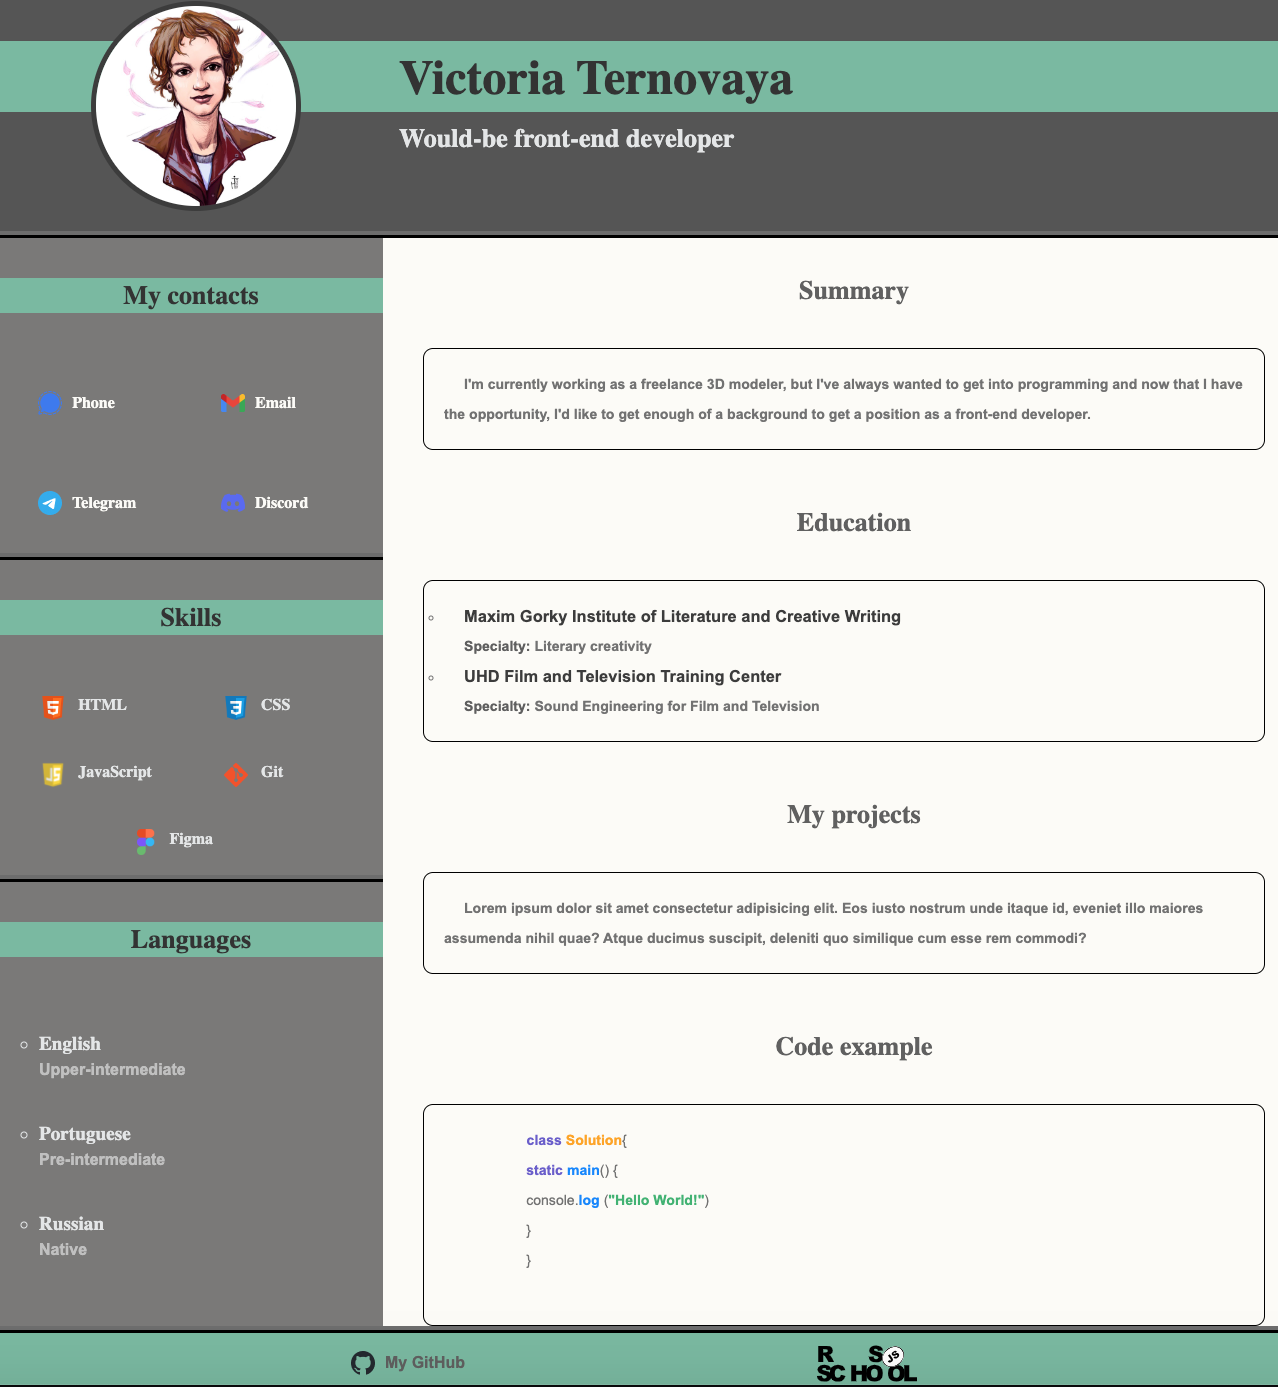 Victoria Ternovaya
Would-be front-end developer
My contacts
Phone
Email
Telegram
Discord
Skills
HTML
CSS
JavaScript
Git
Figma
Languages
English
Upper-intermediate
Portuguese
Pre-intermediate
Russian
Native
Summary
I'm currently working as a freelance 3D modeler, but I've always wanted to get into programming and now that I have
the opportunity, I'd like to get enough of a background to get a position as a front-end developer.
Education
Maxim Gorky Institute of Literature and Creative Writing
Specialty: Literary creativity
UHD Film and Television Training Center
Specialty: Sound Engineering for Film and Television
My projects
Lorem ipsum dolor sit amet consectetur adipisicing elit. Eos iusto nostrum unde itaque id, eveniet illo maiores
assumenda nihil quae? Atque ducimus suscipit, deleniti quo similique cum esse rem commodi?
Code example
class Solution{
static main() {
console.log ("Hello World!")
}
}
My GitHub
RS JS
SCHOOL